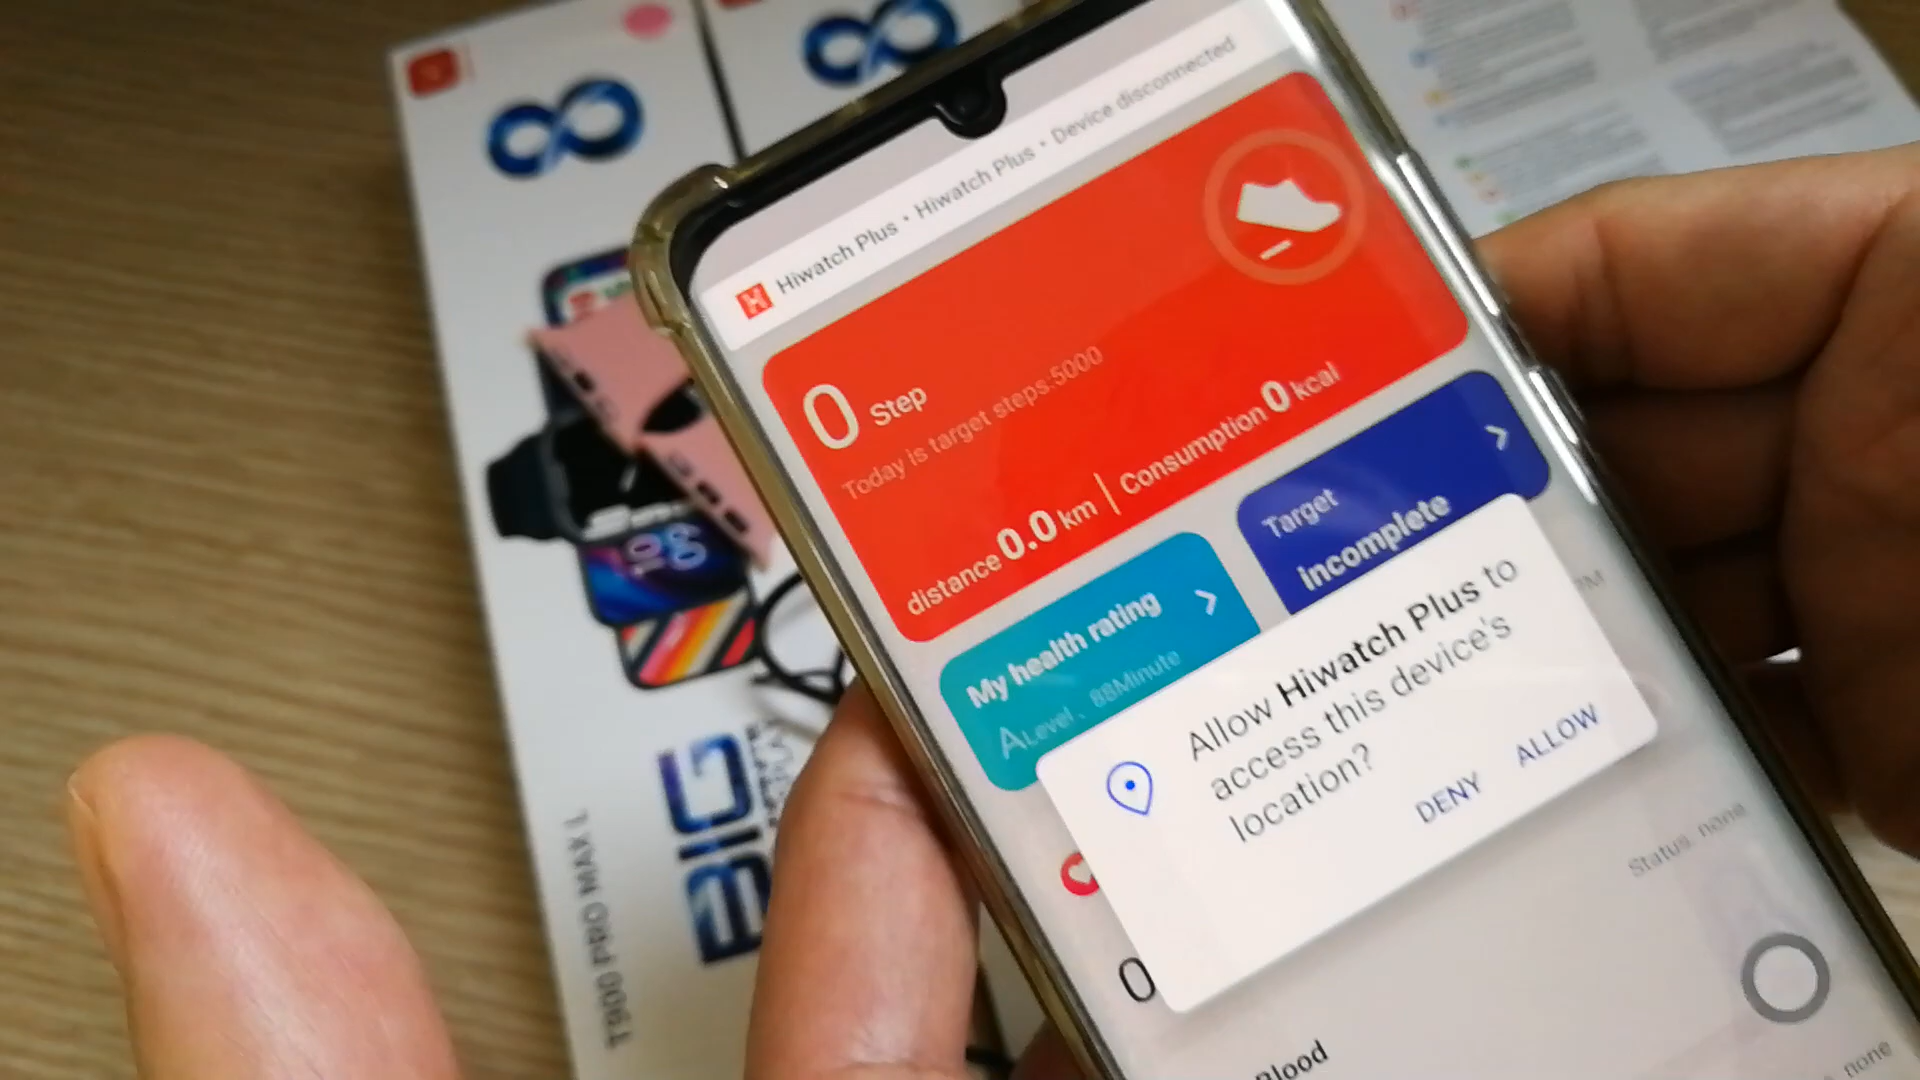 Hiwatch Plus • Hiwatch Plus • Device disconnected
0 Step
Today is target steps:5000
distance 0.0 km | Consumption 0 kcal
My health rating
A Level . 88Minute
Target
incomplete
PM
Allow Hiwatch Plus to
access this device's
location?
DENY ALLOW
Status none
0
Blood
none
BIG
T900 PRO MAX L